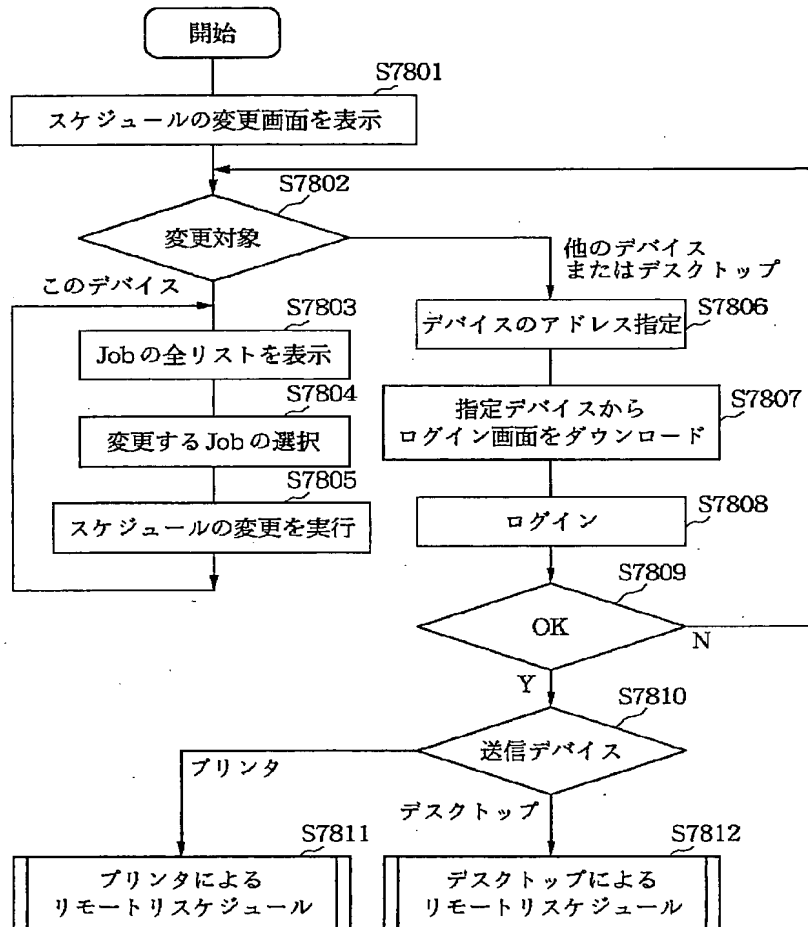 開始
S7801
スケジュールの変更画面を表示
S7802
変更対象
このデバイス
他のデバイス
またはデスクトップ
S7803
Jobの全リストを表示
S7804
変更するJobの選択
S7805
スケジュールの変更を実行
S7806
デバイスのアドレス指定
S7807
指定デバイスから
ログイン画面をダウンロード
S7808
ログイン
S7809
OK
N
Y
S7810
送信デバイス
プリンタ
デスクトップ
S7811
プリンタによる
リモートリスケジュール
S7812
デスクトップによる
リモートリスケジュール